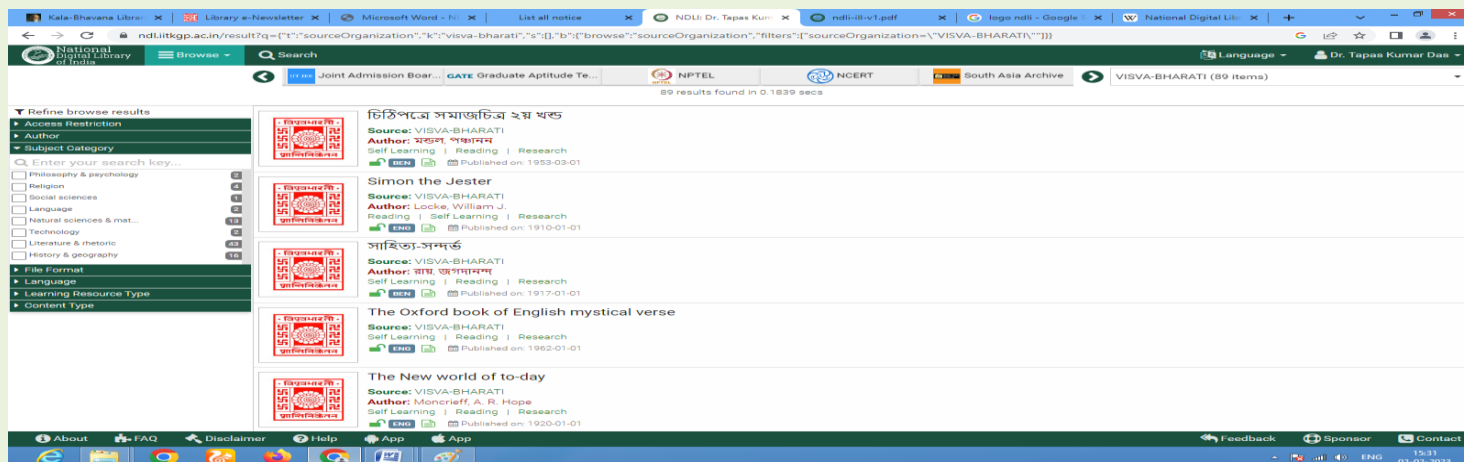 Kala-Bhavana Librar
Library e-Newsletter
Microsoft Word - N
List all notice
NDLI: Dr. Tapas Kum
ndli-ill-v1.pdf
logo ndli - Google
National Digital Lib
ndl.iitkgp.ac.in/result?q={"t":"sourceOrganization","k":"visva-bharati","s":[],"b":{"browse":"sourceOrganization","filters":["sourceOrganization=\"VISVA-BHARATI\""]}}
National
Digital Library
of India
Browse
Search
Language
Dr. Tapas Kumar Das
Joint Admission Boar...
GATE Graduate Aptitude Te...
NPTEL
NCERT
South Asia Archive
VISVA-BHARATI (89 Items)
89 results found in 0.1839 secs
Refine browse results
Access Restriction
Author
Subject Category
Enter your search key...
Philosophy & psychology 2
Religion 4
Social sciences 1
Language 2
Natural sciences & mat... 13
Technology 2
Literature & rhetoric 43
History & geography 16
File Format
Language
Learning Resource Type
Content Type
চিঠিপত্রে সমাজচিত্র ২য় খন্ড
Source: VISVA-BHARATI
Author: মন্ডল, পঞ্চানন
Self Learning | Reading | Research
BEN Published on: 1953-03-01
Simon the Jester
Source: VISVA-BHARATI
Author: Locke, William J.
Reading | Self Learning | Research
ENG Published on: 1910-01-01
সাহিত্য-সন্দর্ভ
Source: VISVA-BHARATI
Author: রায়, জগদানন্দ
Self Learning | Reading | Research
BEN Published on: 1917-01-01
The Oxford book of English mystical verse
Source: VISVA-BHARATI
Self Learning | Reading | Research
ENG Published on: 1962-01-01
The New world of to-day
Source: VISVA-BHARATI
Author: Moncrieff, A. R. Hope
Self Learning | Reading | Research
ENG Published on: 1920-01-01
About
FAQ
Disclaimer
Help
App
App
Feedback
Sponsor
Contact
ENG
15:31